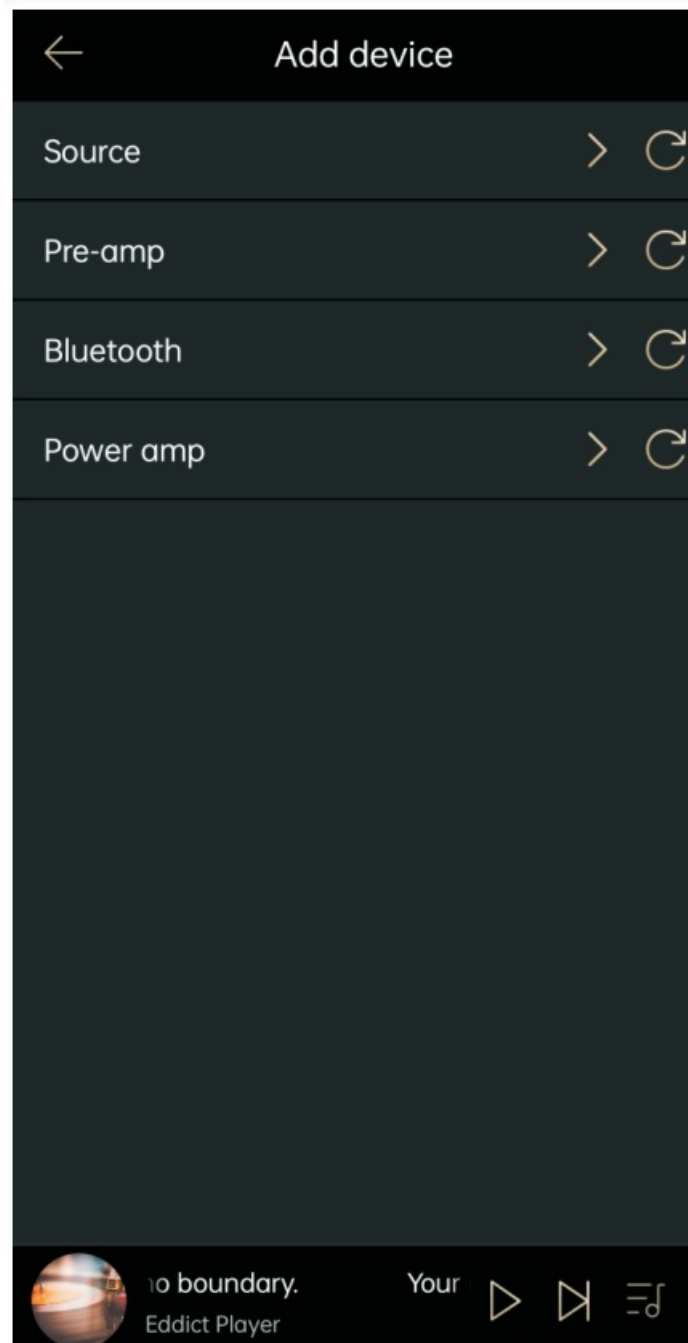 Add device
Source
Pre-amp
Bluetooth
Power amp
o boundary. Your
Eddict Player